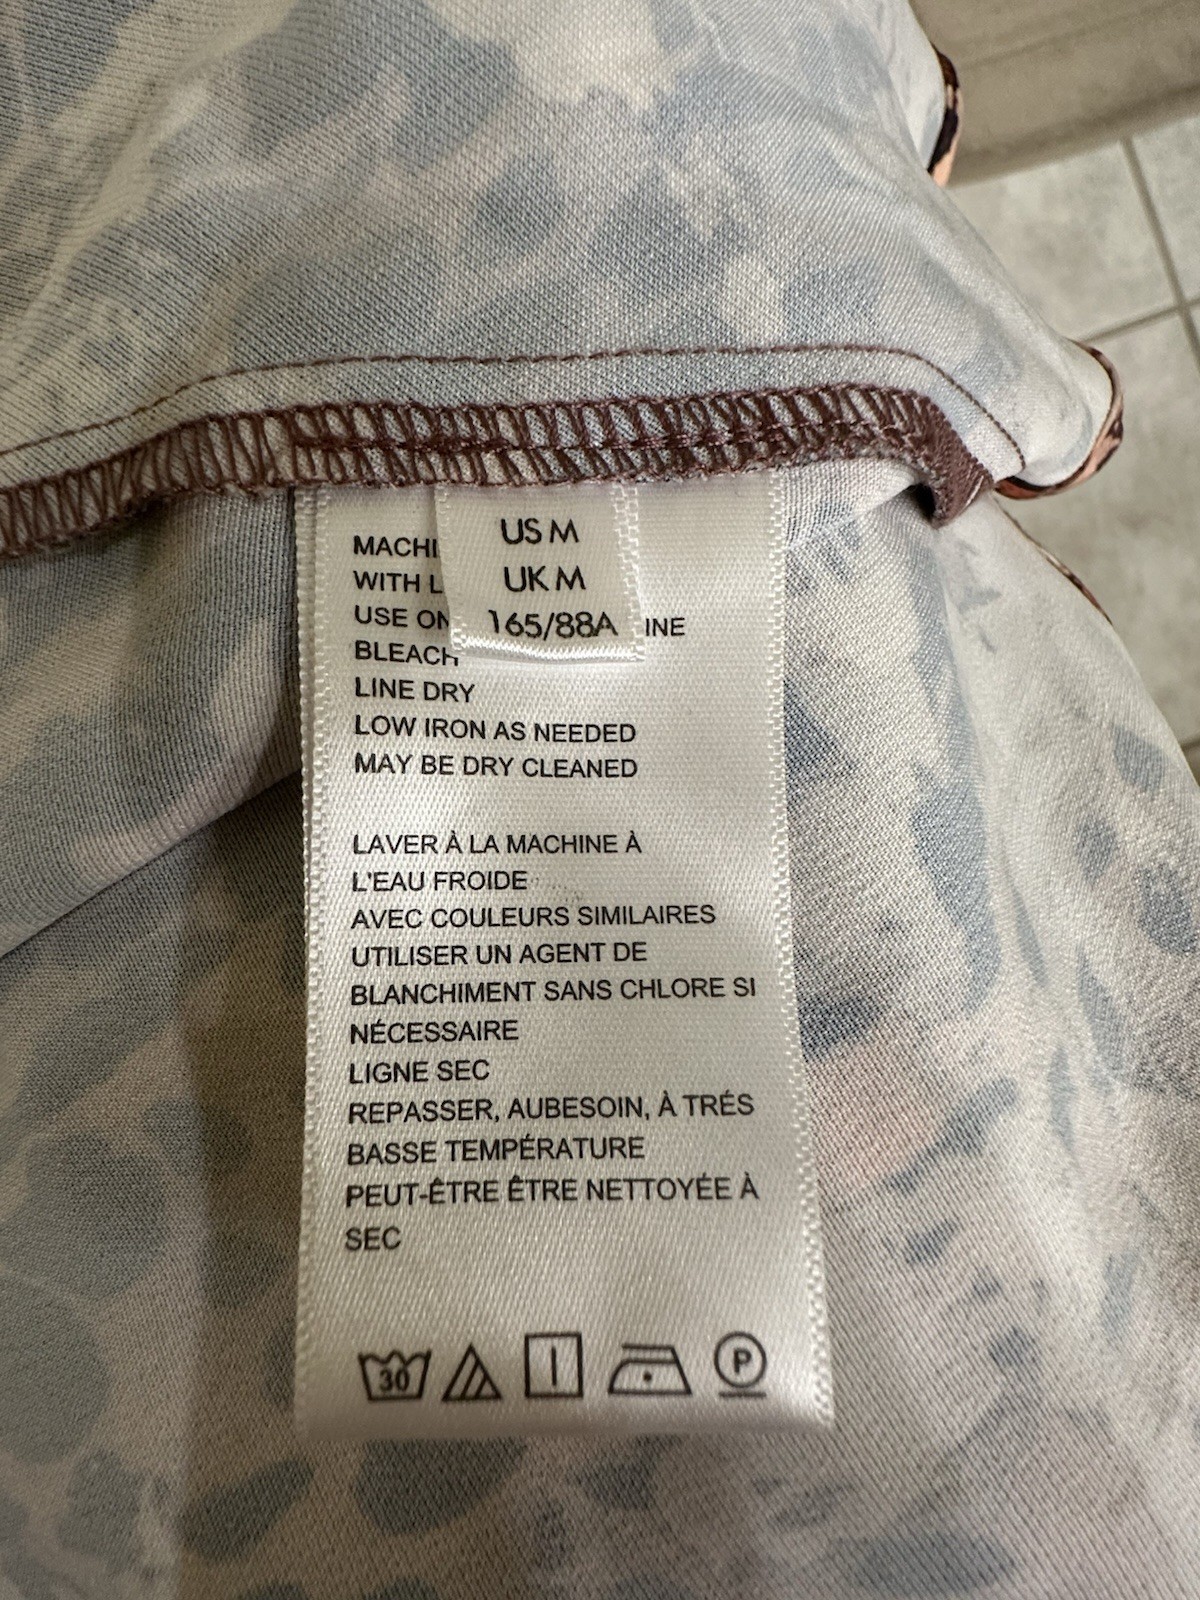 US M
UK M
165/88A
MACHI
WITH L
USE ON INE
BLEACH
LINE DRY
LOW IRON AS NEEDED
MAY BE DRY CLEANED
LAVER À LA MACHINE À
L'EAU FROIDE
AVEC COULEURS SIMILAIRES
UTILISER UN AGENT DE
BLANCHIMENT SANS CHLORE SI
NÉCESSAIRE
LIGNE SEC
REPASSER, AUBESOIN, À TRÉS
BASSE TEMPÉRATURE
PEUT-ÊTRE ÊTRE NETTOYÉE À
SEC
30 P